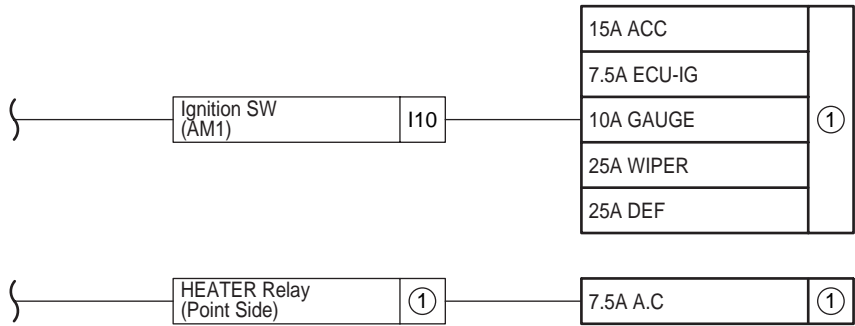 15A ACC
7.5A ECU-IG
Ignition SW
(AM1)
I10
10A GAUGE
1
25A WIPER
25A DEF
HEATER Relay
(Point Side)
1
7.5A A.C
1